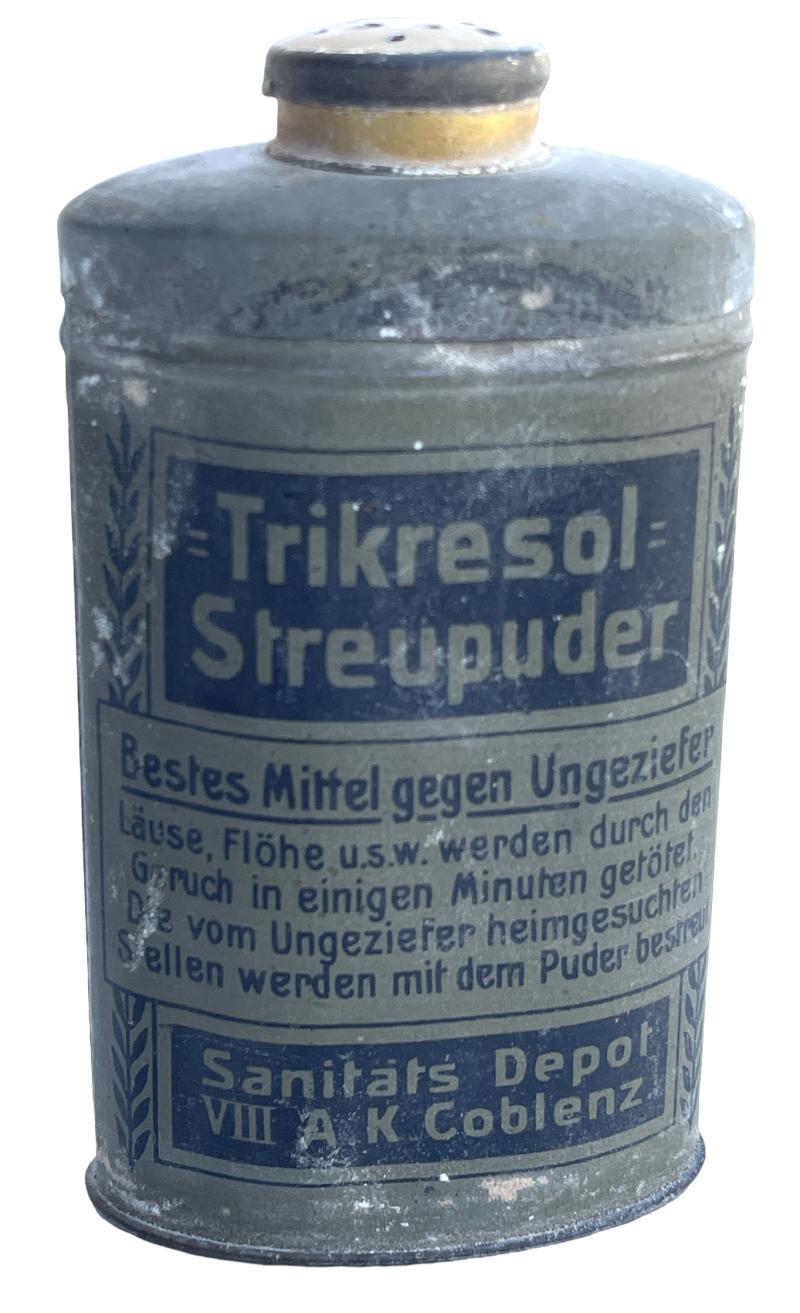 =Trikresol=
Streupuder
Bestes Mittel gegen Ungeziefer
Läuse, Flöhe u.s.w. werden durch den
Geruch in einigen Minuten getötet.
Die vom Ungeziefer heimgesuchten
Stellen werden mit dem Puder bestreut
Sanitäts Depot
VIII A K Coblenz